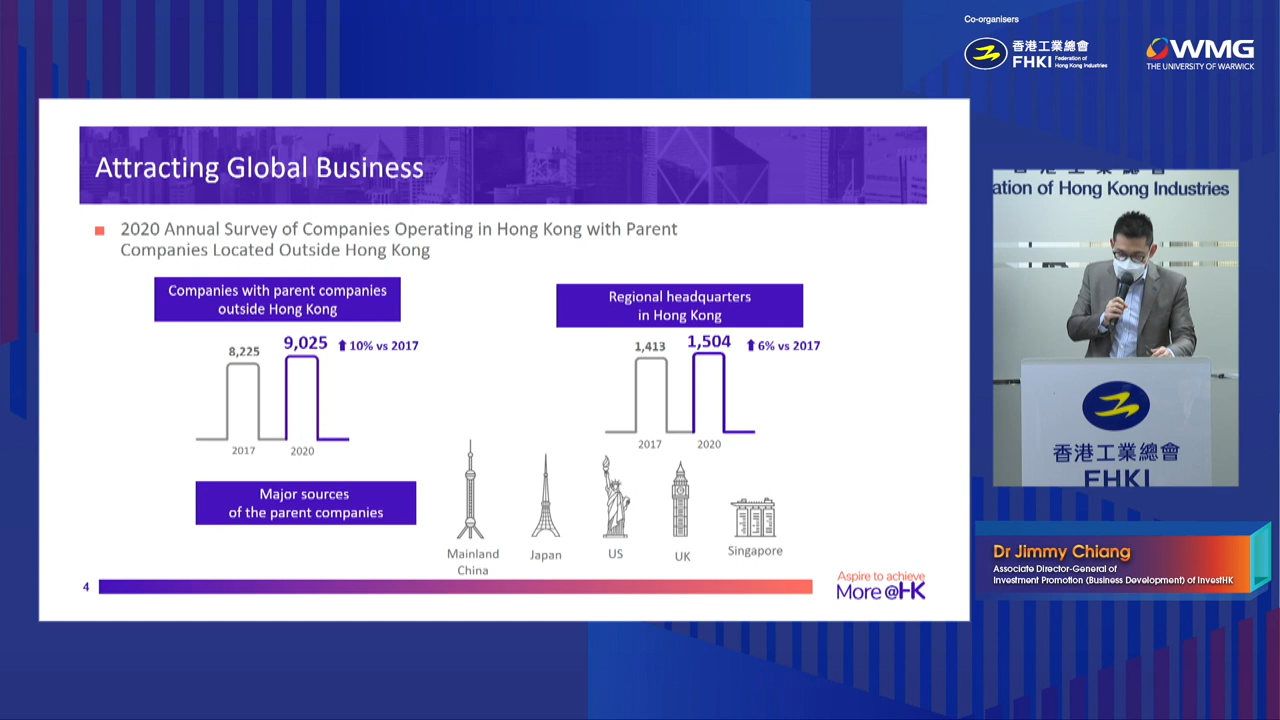 Co-organisers
香港工業總會
FHKI Federation of
Hong Kong Industries
WMG
THE UNIVERSITY OF WARWICK
Attracting Global Business
2020 Annual Survey of Companies Operating in Hong Kong with Parent
Companies Located Outside Hong Kong
Companies with parent companies
outside Hong Kong
8,225
9,025
10% vs 2017
2017
2020
Regional headquarters
in Hong Kong
1,413
1,504
6% vs 2017
2017
2020
Major sources
of the parent companies
Mainland
China
Japan
US
UK
Singapore
4
Aspire to achieve
More@HK
ation of Hong Kong Industries
香港工業總會
FHKI
Dr Jimmy Chiang
Associate Director-General of
Investment Promotion (Business Development) of InvestHK